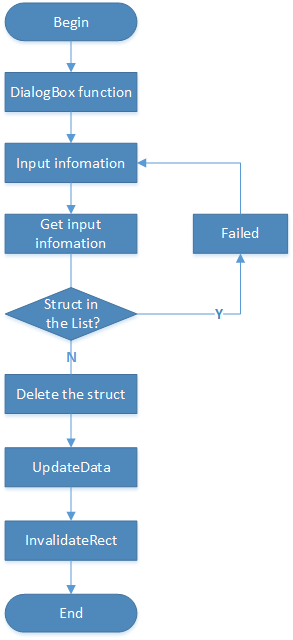 Begin
DialogBox function
Input infomation
Get input
infomation
Failed
Struct in
the List?
Y
N
Delete the struct
UpdateData
InvalidateRect
End